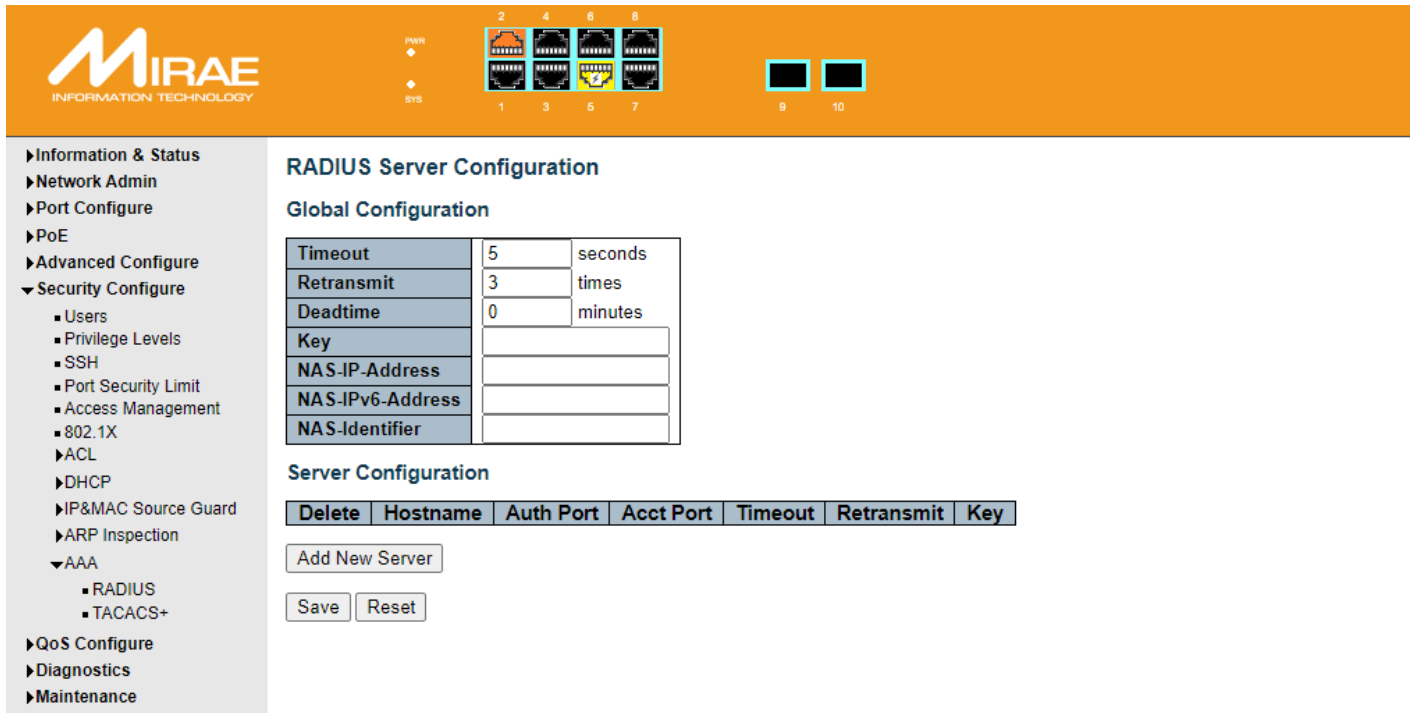 2 4 6 8
PWR
MIRAE
INFORMATION TECHNOLOGY
SYS
1 3 5 7 9 10
Information & Status
Network Admin
Port Configure
PoE
Advanced Configure
Security Configure
Users
Privilege Levels
SSH
Port Security Limit
Access Management
802.1X
ACL
DHCP
IP&MAC Source Guard
ARP Inspection
AAA
RADIUS
TACACS+
QoS Configure
Diagnostics
Maintenance
RADIUS Server Configuration
Global Configuration
Timeout 5 seconds
Retransmit 3 times
Deadtime 0 minutes
Key
NAS-IP-Address
NAS-IPv6-Address
NAS-Identifier
Server Configuration
Delete Hostname Auth Port Acct Port Timeout Retransmit Key
Add New Server
Save Reset